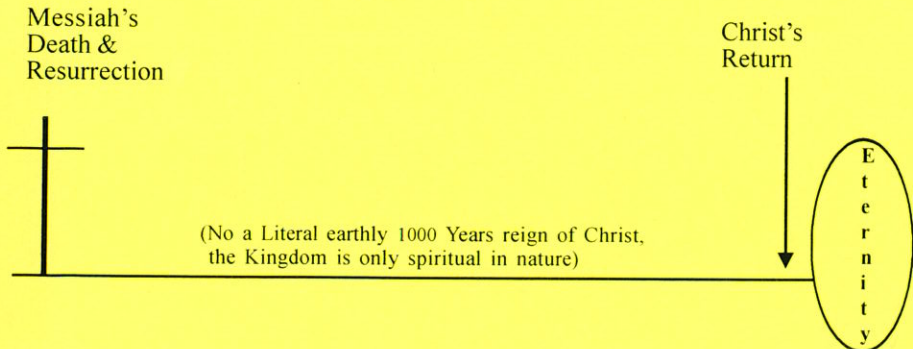 Messiah's
Death &
Resurrection
Christ's
Return
(No a Literal earthly 1000 Years reign of Christ,
the Kingdom is only spiritual in nature)
Eternity